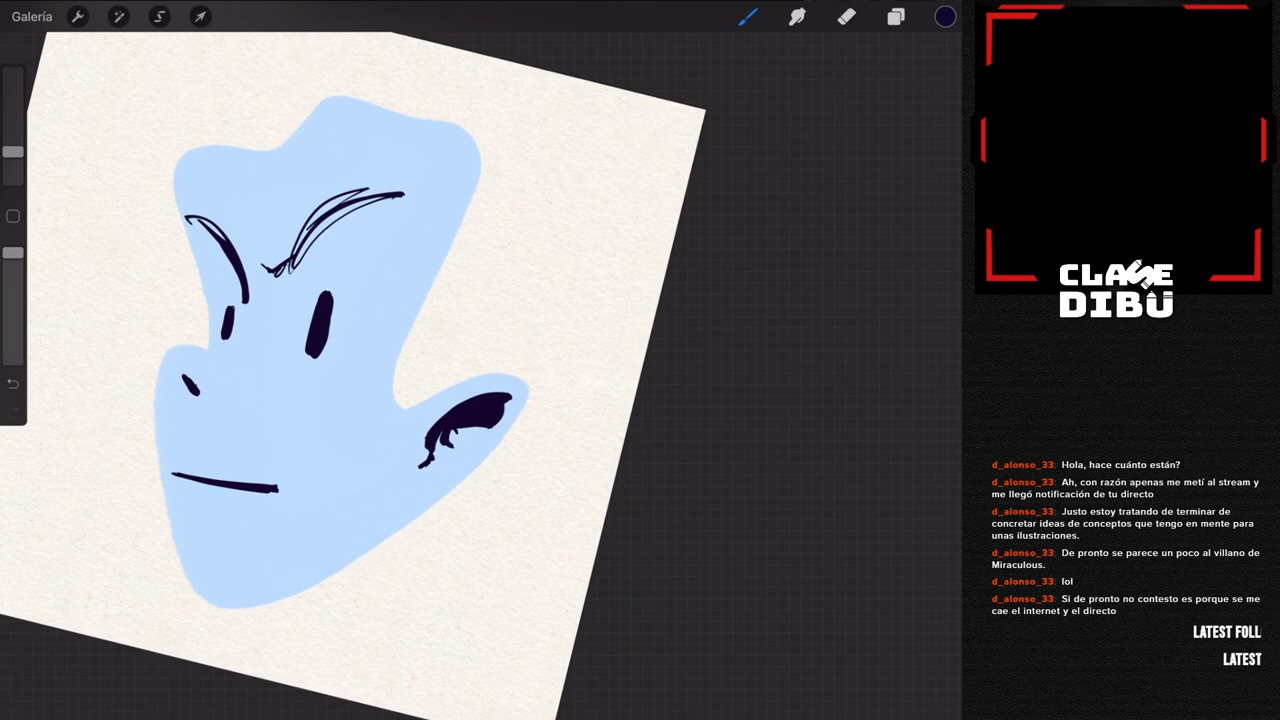 Galería
CLASE
DIBU
d_alonso_33: Hola, hace cuánto están?
d_alonso_33: Ah, con razón apenas me metí al stream y
me llegó notificación de tu directo
d_alonso_33: Justo estoy tratando de terminar de
concretar ideas de conceptos que tengo en mente para
unas ilustraciones.
d_alonso_33: De pronto se parece un poco al villano de
Miraculous.
d_alonso_33: lol
d_alonso_33: Si de pronto no contesto es porque se me
cae el internet y el directo
LATEST FOLL
LATEST